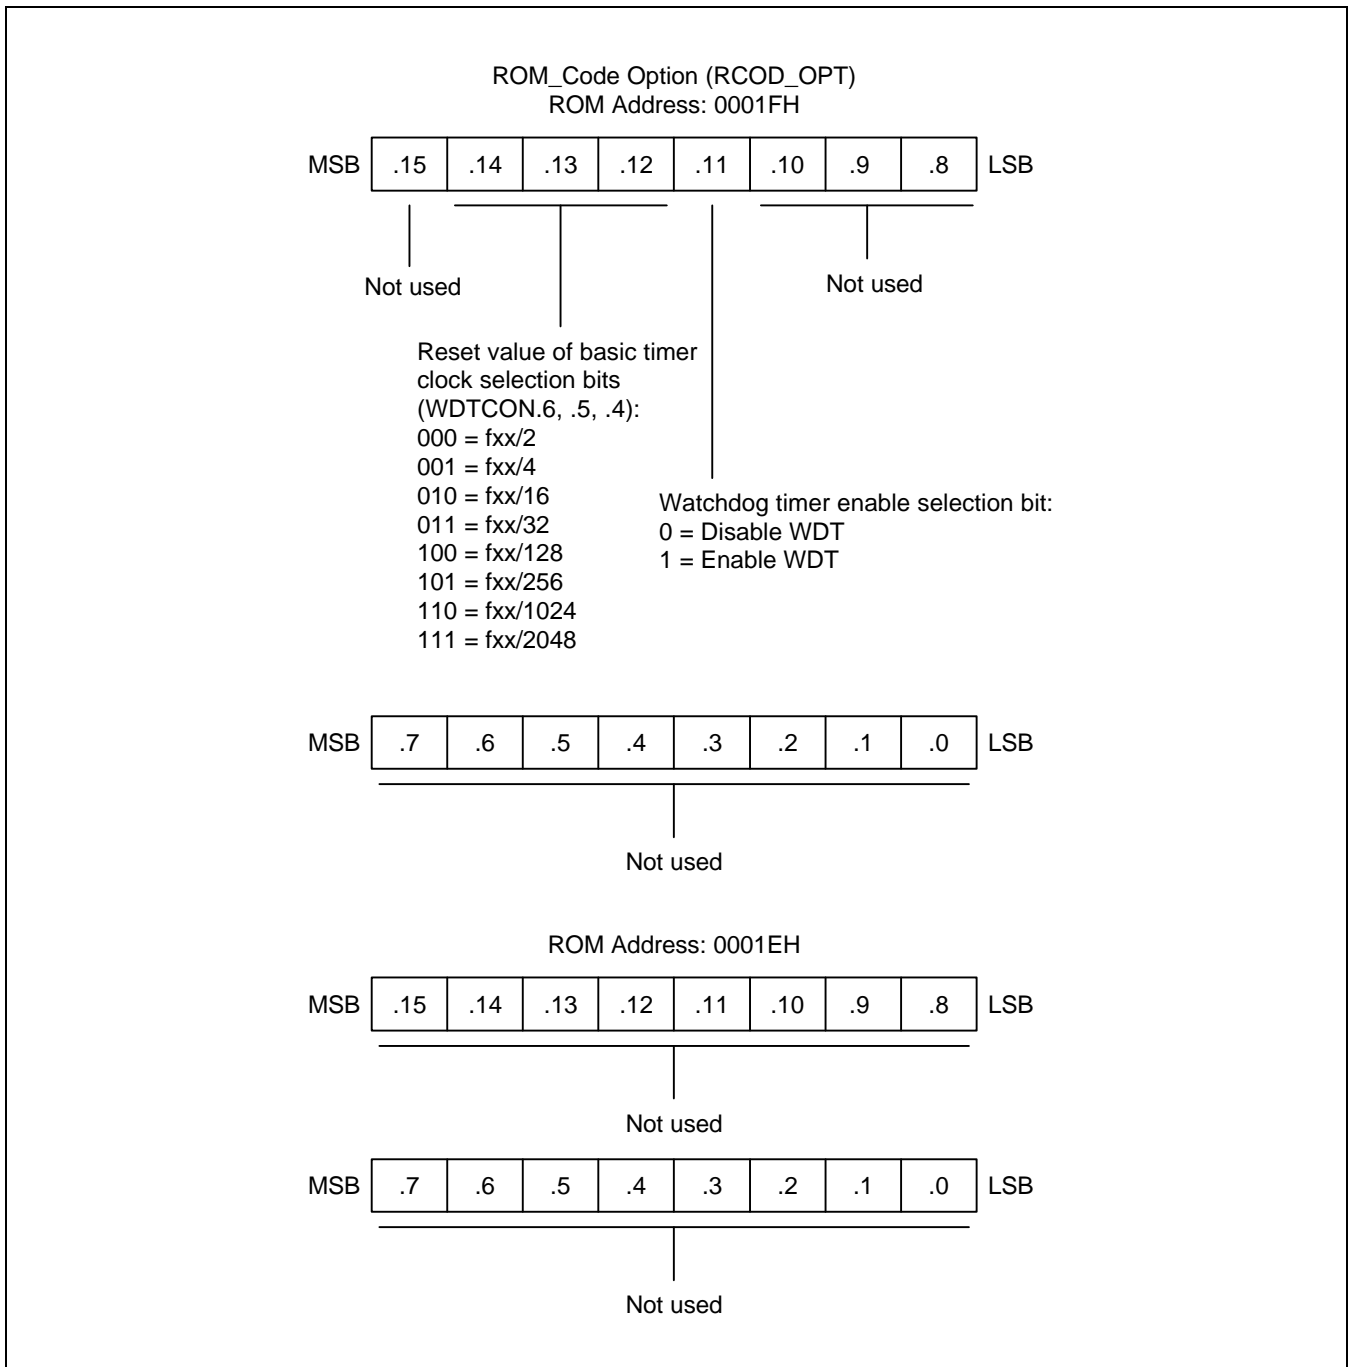 ROM_Code Option (RCOD_OPT)
ROM Address: 0001FH
MSB .15 .14 .13 .12 .11 .10 .9 .8 LSB
Not used
Not used
Reset value of basic timer
clock selection bits
(WDTCON.6, .5, .4):
000 = fxx/2
001 = fxx/4
010 = fxx/16
011 = fxx/32
100 = fxx/128
101 = fxx/256
110 = fxx/1024
111 = fxx/2048
Watchdog timer enable selection bit:
0 = Disable WDT
1 = Enable WDT
MSB .7 .6 .5 .4 .3 .2 .1 .0 LSB
Not used
ROM Address: 0001EH
MSB .15 .14 .13 .12 .11 .10 .9 .8 LSB
Not used
MSB .7 .6 .5 .4 .3 .2 .1 .0 LSB
Not used